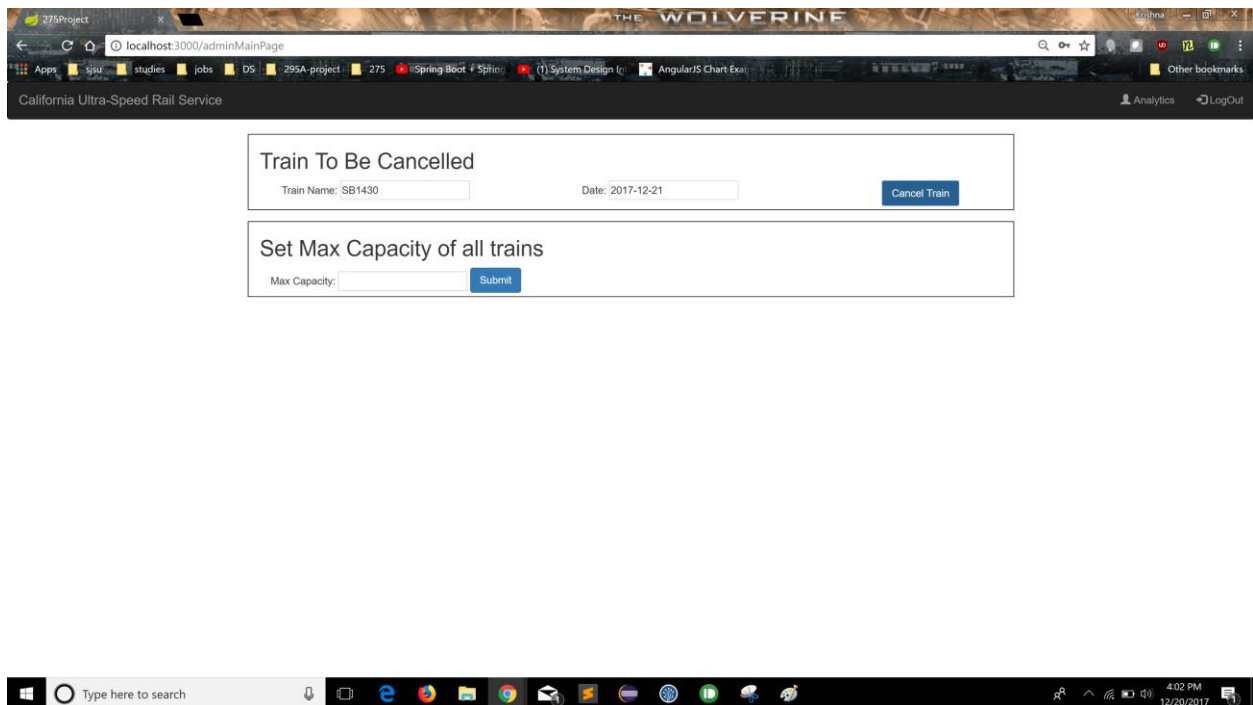 275Project
THE WOLVERINE
Krishna
localhost:3000/adminMainPage
Apps sjsu studies jobs DS 295A-project 275 Spring Boot + Spring (1) System Design In AngularJS Chart Exa Other bookmarks
California Ultra-Speed Rail Service Analytics LogOut
Train To Be Cancelled
Train Name: SB1430 Date: 2017-12-21 Cancel Train
Set Max Capacity of all trains
Max Capacity: Submit
Type here to search
4:02 PM
12/20/2017